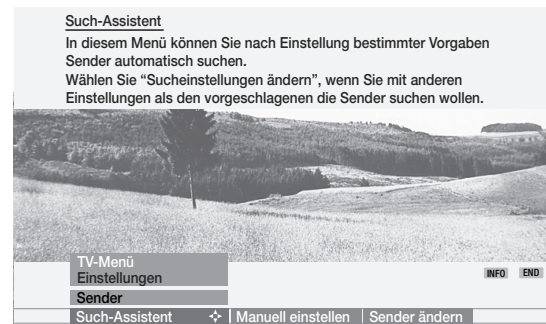 Such-Assistent
In diesem Menü können Sie nach Einstellung bestimmter Vorgaben
Sender automatisch suchen.
Wählen Sie “Sucheinstellungen ändern”, wenn Sie mit anderen
Einstellungen als den vorgeschlagenen die Sender suchen wollen.
TV-Menü
Einstellungen
INFO END
Sender
Such-Assistent Manuell einstellen Sender ändern